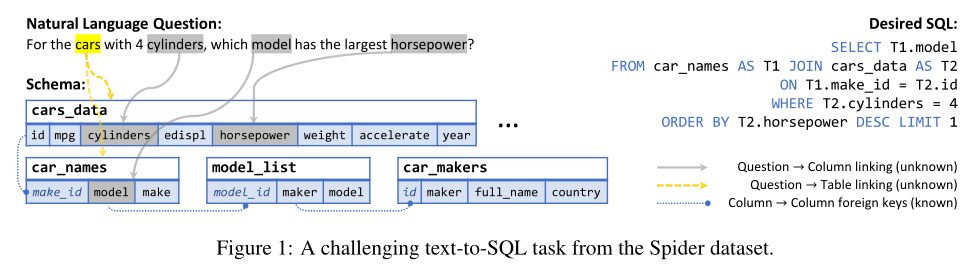 Natural Language Question:
For the cars with 4 cylinders, which model has the largest horsepower?
Schema:
cars_data
id mpg cylinders edispl horsepower weight accelerate year
...
car_names
make_id model make
model_list
model_id maker model
car_makers
id maker full_name country
Desired SQL:
SELECT T1.model
FROM car_names AS T1 JOIN cars_data AS T2
ON T1.make_id = T2.id
WHERE T2.cylinders = 4
ORDER BY T2.horsepower DESC LIMIT 1
Question → Column linking (unknown)
Question → Table linking (unknown)
Column → Column foreign keys (known)
Figure 1: A challenging text-to-SQL task from the Spider dataset.